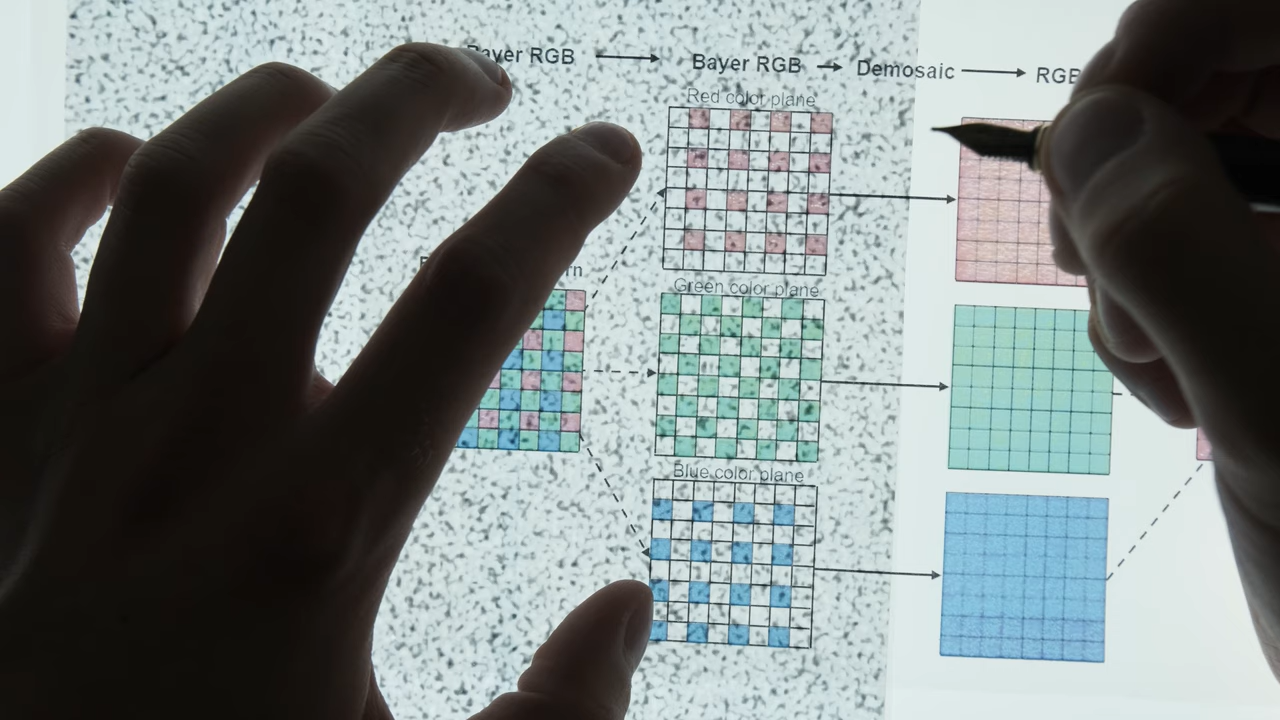 Bayer RGB
Bayer RGB
Demosaic
RGB
Red color plane
Green color plane
Blue color plane